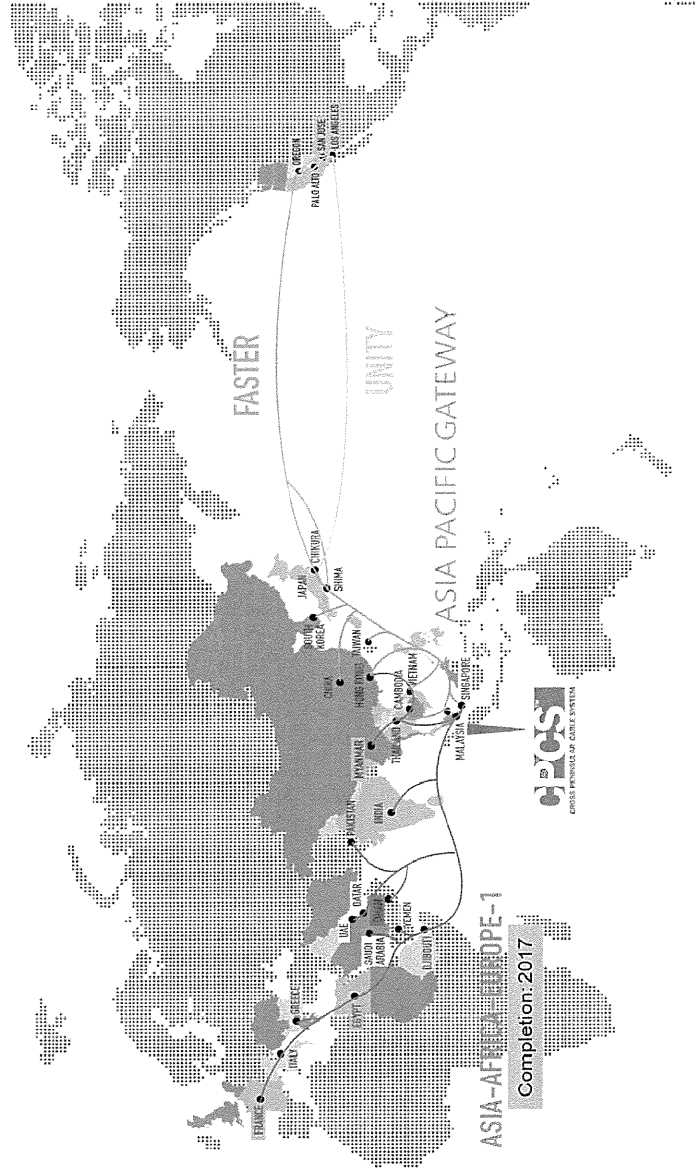 FASTER
UNITY
ASIA PACIFIC GATEWAY
OREGON
PALO ALTO
SAN JOSE
LOS ANGELES
CHIKURA
JAPAN
SHIMA
SOUTH
KOREA
TAIWAN
CHINA
HONG KONG
VIETNAM
CAMBODIA
THAILAND
MYANMAR
SINGAPORE
MALAYSIA
CPCS
CROSS PENINSULAR CABLE SYSTEM
INDIA
PAKISTAN
QATAR
UAE
OMAN
SAUDI
ARABIA
YEMEN
DJIBOUTI
EGYPT
GREECE
ITALY
FRANCE
ASIA-AFRICA-EUROPE-1
Completion: 2017